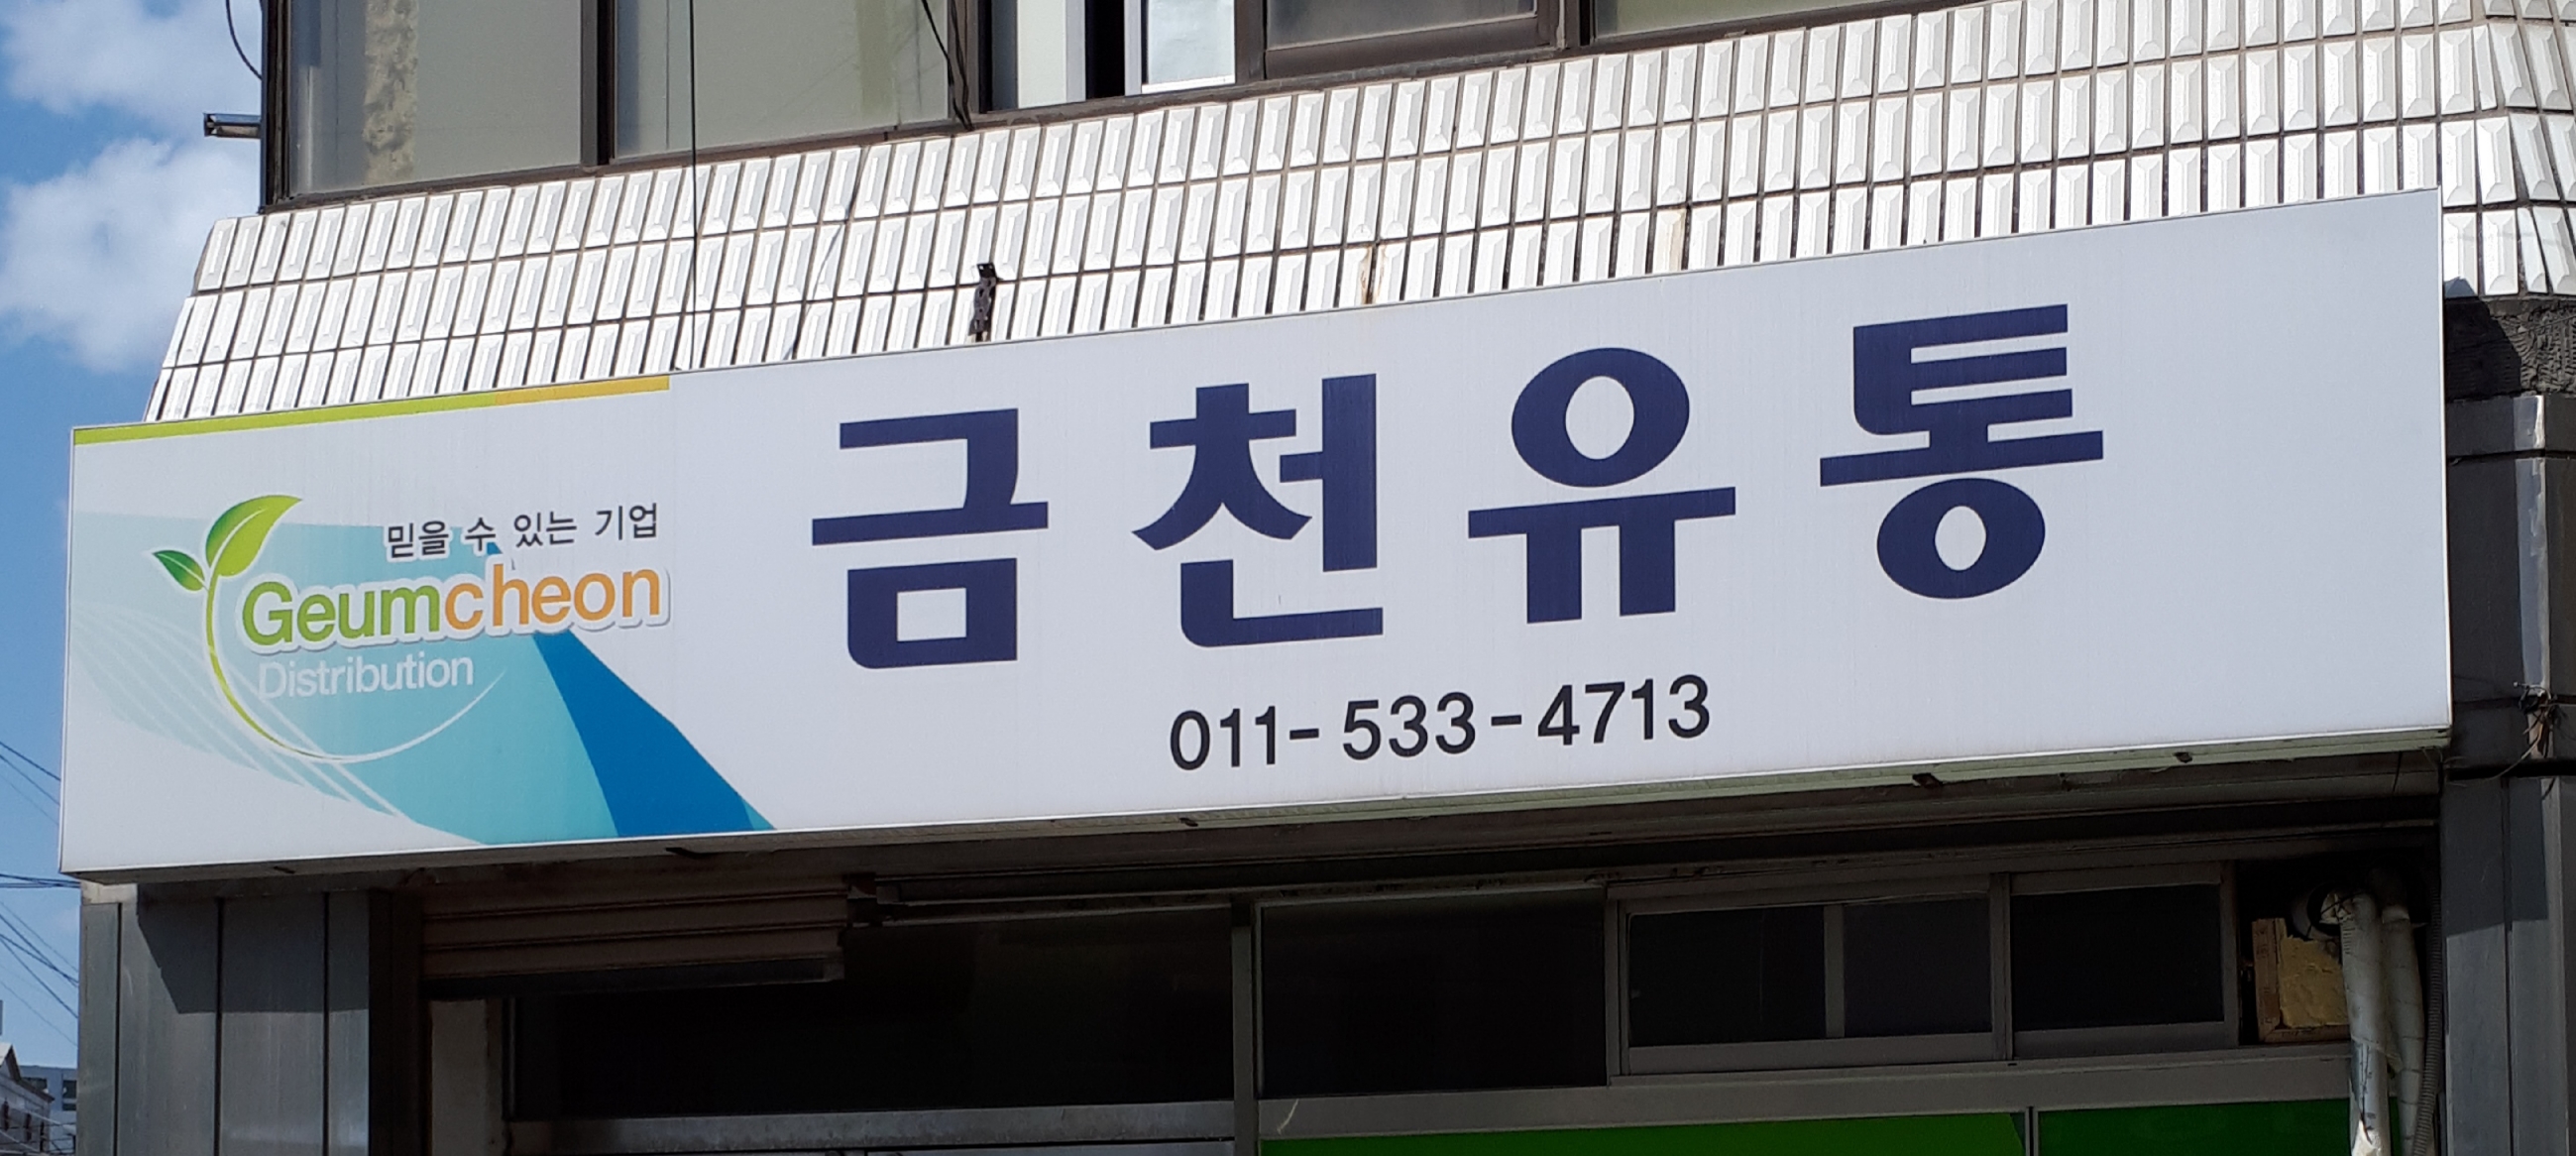 믿을 수 있는 기업
Geumcheon
Distribution
금천유통
011-533-4713